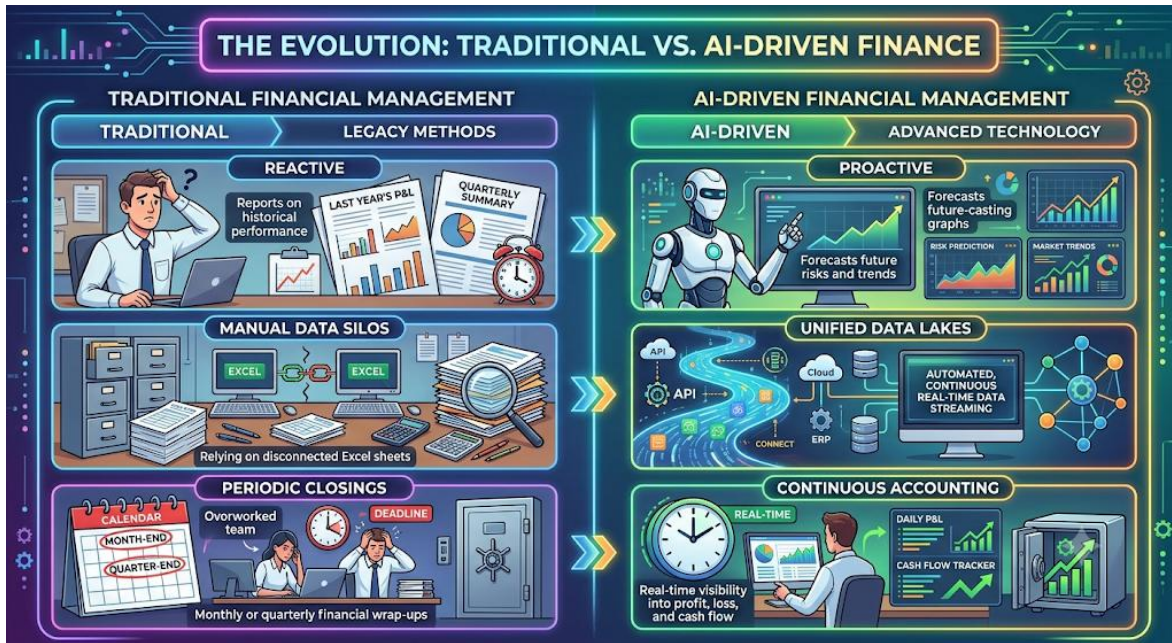 THE EVOLUTION: TRADITIONAL VS. AI-DRIVEN FINANCE
TRADITIONAL FINANCIAL MANAGEMENT
TRADITIONAL
LEGACY METHODS
REACTIVE
?
Reports on
historical
performance
LAST YEAR'S P&L
QUARTERLY
SUMMARY
MANUAL DATA SILOS
EXCEL
EXCEL
Relying on disconnected Excel sheets
PERIODIC CLOSINGS
CALENDAR
MONTH-END
QUARTER-END
Ovorworked
team
DEADLINE
Monthly or quarterly financial wrap-ups
AI-DRIVEN FINANCIAL MANAGEMENT
AI-DRIVEN
ADVANCED TECHNOLOGY
PROACTIVE
Forecasts future
risks and trends
Forecasts
future-casting
graphs
RISK PREDICTION
MARKET TRENDS
UNIFIED DATA LAKES
API
API
CONNECT
Cloud
ERP
AUTOMATED,
CONTINUOUS
REAL-TIME DATA
STREAMING
CONTINUOUS ACCOUNTING
REAL-TIME
Real-time visibility
into profit, loss,
and cash flow
DAILY P&L
CASH FLOW TRACKER